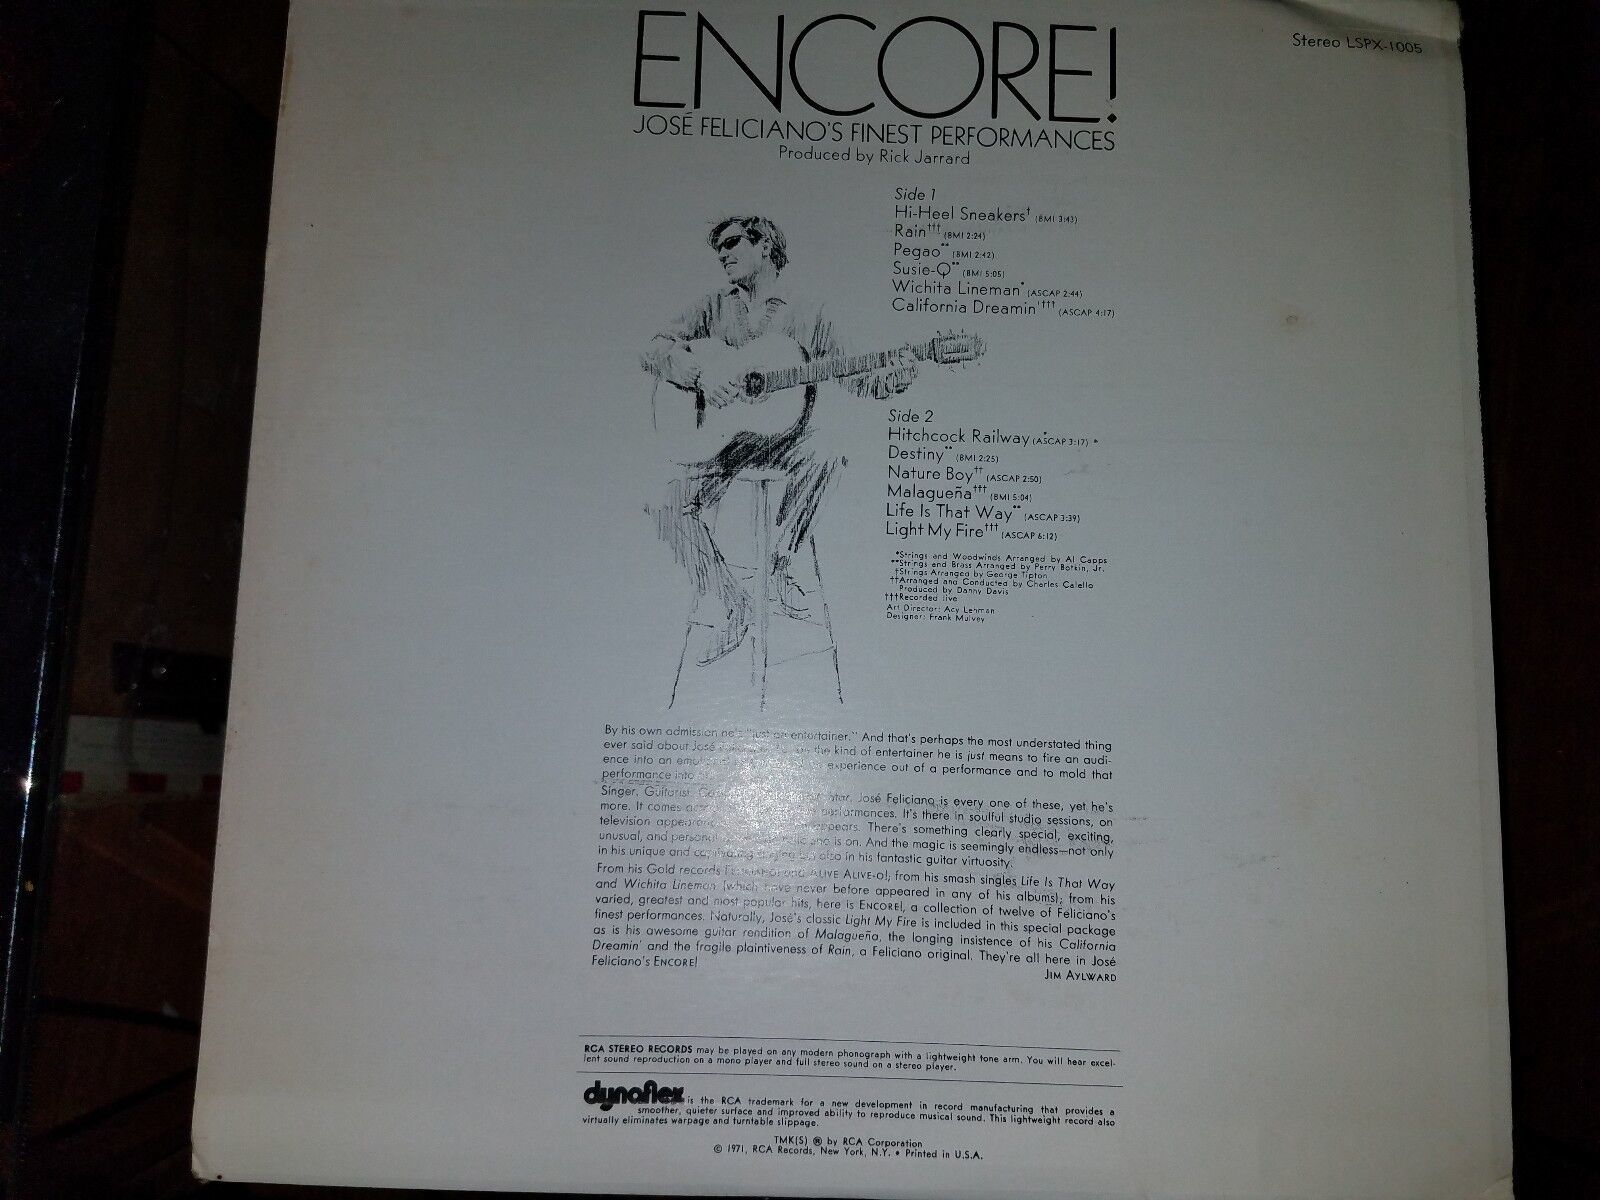 ENCORE!
Stereo LSPX-1005
JOSÉ FELICIANO'S FINEST PERFORMANCES
Produced by Rick Jarrard
Side 1
Hi-Heel Sneakers† (BMI 3:43)
Rain††† (BMI 2:24)
Pegao** (BMI 2:42)
Susie-Q** (BMI 5:05)
Wichita Lineman* (ASCAP 2:44)
California Dreamin'††† (ASCAP 4:17)
Side 2
Hitchcock Railway (ASCAP 3:17) *
Destiny** (BMI 2:25)
Nature Boy†† (ASCAP 2:50)
Malagueña††† (BMI 5:04)
Life Is That Way** (ASCAP 3:39)
Light My Fire††† (ASCAP 6:12)
*Strings and Woodwinds Arranged by Al Capps
**Strings and Brass Arranged by Perry Botkin, Jr.
†Strings Arranged by George Tipton
††Arranged and Conducted by Charles Calello
Produced by Danny Davis
†††Recorded live
Art Director: Acy Lehman
Designer: Frank Mulvey
By his own admission he's "just an entertainer." And that's perhaps the most understated thing
ever said about José the kind of entertainer he is just means to fire an audi-
ence into an experience out of a performance and to mold that
performance into
Singer, Guitarist, José Feliciano is every one of these, yet he's
more. It comes performances. It's there in soulful studio sessions, on
television appears. There's something clearly special, exciting,
unusual, and personal is on. And the magic is seemingly endless—not only
in his unique and captivating singing but also in his fantastic guitar virtuosity.
From his Gold records and ALIVE ALIVE-O!; from his smash singles Life Is That Way
and Wichita Lineman (which have never before appeared in any of his albums); from his
varied, greatest and most popular hits, here is ENCORE!, a collection of twelve of Feliciano's
finest performances. Naturally, José's classic Light My Fire is included in this special package
as is his awesome guitar rendition of Malagueña, the longing insistence of his California
Dreamin' and the fragile plaintiveness of Rain, a Feliciano original. They're all here in José
Feliciano's ENCORE!
JIM AYLWARD
RCA STEREO RECORDS may be played on any modern phonograph with a lightweight tone arm. You will hear excel-
lent sound reproduction on a mono player and full stereo sound on a stereo player.
dynaflex is the RCA trademark for a new development in record manufacturing that provides a
smoother, quieter surface and improved ability to reproduce musical sound. This lightweight record also
virtually eliminates warpage and turntable slippage.
TMK(S) ® by RCA Corporation
© 1971, RCA Records, New York, N.Y. • Printed in U.S.A.